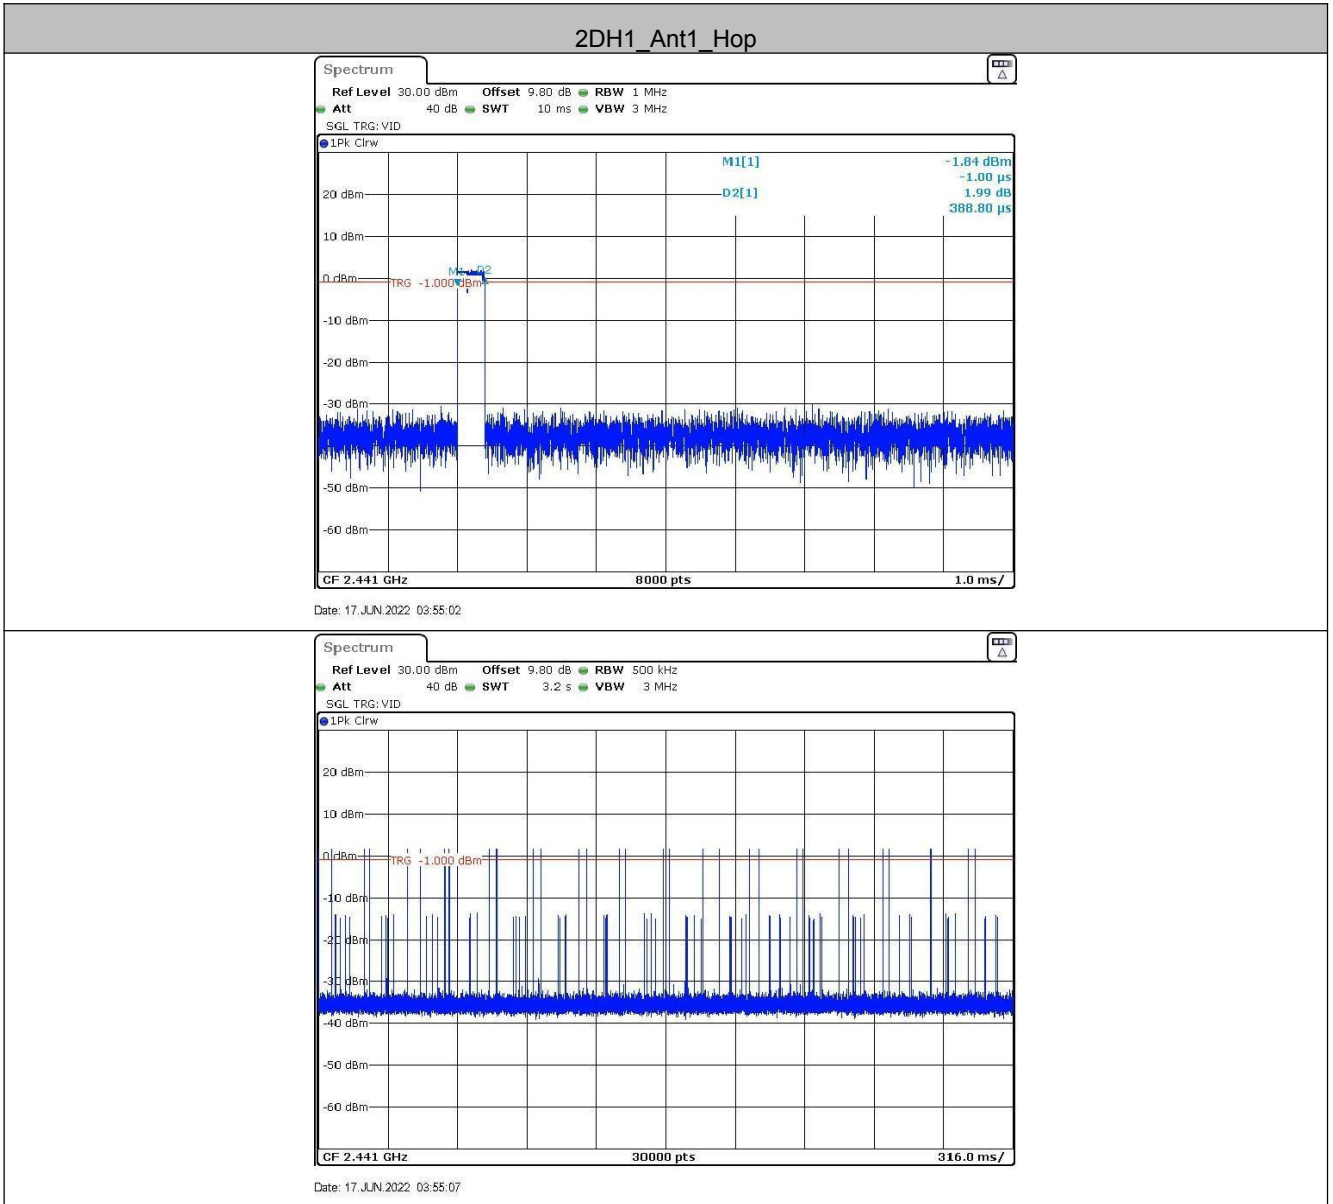 2DH1_Ant1_Hop
Spectrum
Ref Level 30.00 dBm Offset 9.80 dB RBW 1 MHz
Att 40 dB SWT 10 ms VBW 3 MHz
SGL TRG: VID
1Pk Clrw
M1[1] -1.84 dBm
-1.00 µs
20 dBm D2[1] 1.99 dB
388.80 µs
10 dBm
M1 D2
0 dBm
TRG -1.000 dBm
-10 dBm
-20 dBm
-30 dBm
-50 dBm
-60 dBm
CF 2.441 GHz 8000 pts 1.0 ms/
Date: 17.JUN.2022 03:55:02
Spectrum
Ref Level 30.00 dBm Offset 9.80 dB RBW 500 kHz
Att 40 dB SWT 3.2 s VBW 3 MHz
SGL TRG: VID
1Pk Clrw
20 dBm
10 dBm
0 dBm
TRG -1.000 dBm
-10 dBm
-20 dBm
-30 dBm
-40 dBm
-50 dBm
-60 dBm
CF 2.441 GHz 30000 pts 316.0 ms/
Date: 17.JUN.2022 03:55:07